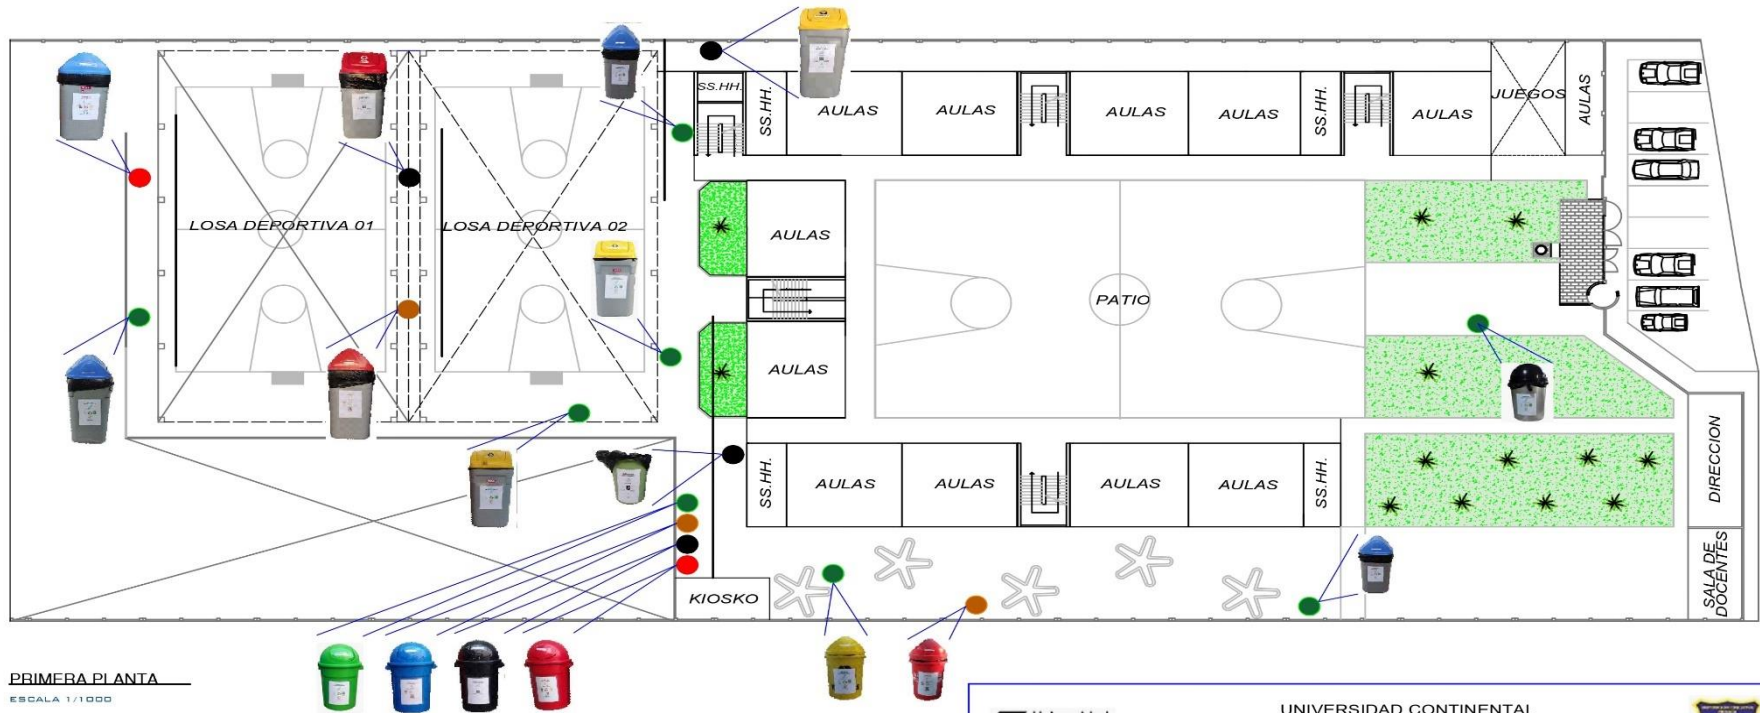 SS.HH.
SS.HH.
AULAS
AULAS
AULAS
AULAS
SS.HH.
AULAS
JUEGOS
AULAS
LOSA DEPORTIVA 01
LOSA DEPORTIVA 02
AULAS
PATIO
AULAS
SS.HH.
AULAS
AULAS
AULAS
AULAS
SS.HH.
DIRECCION
SALA DE
DOCENTES
KIOSKO
PRIMERA PLANTA
ESCALA 1/1000
UNIVERSIDAD CONTINENTAL